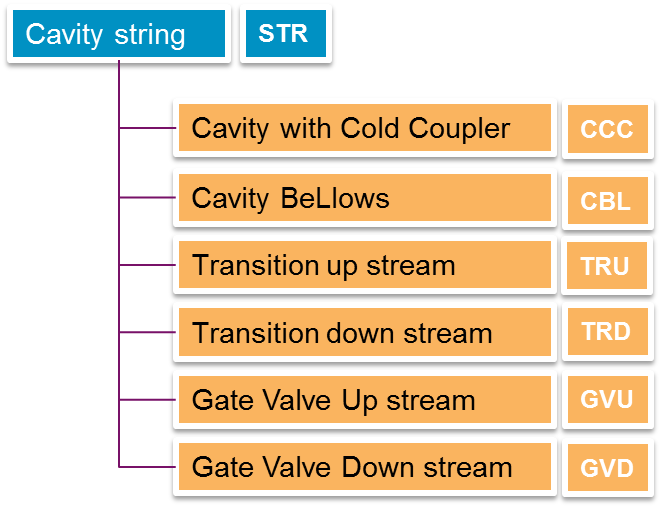 Cavity string STR
Cavity with Cold Coupler CCC
Cavity BeLlows CBL
Transition up stream TRU
Transition down stream TRD
Gate Valve Up stream GVU
Gate Valve Down stream GVD